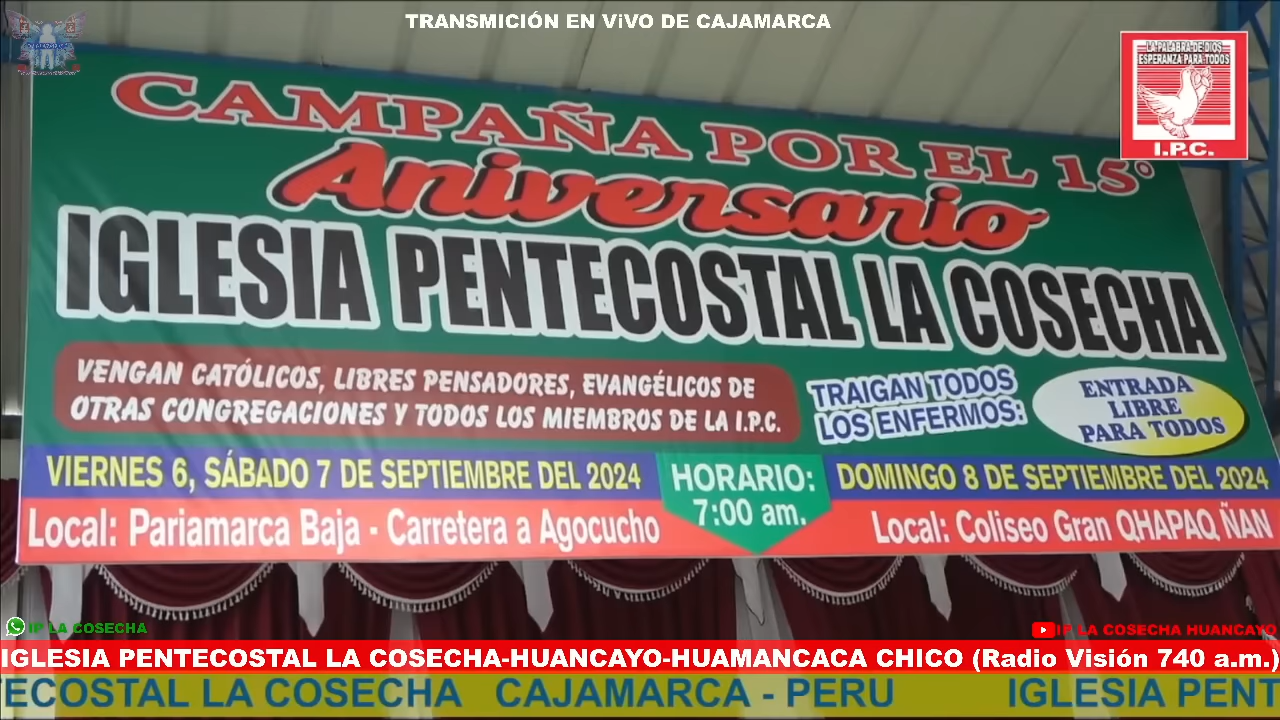 TRANSMICIÓN EN ViVO DE CAJAMARCA
LA PALABRA DE DIOS
ESPERANZA PARA TODOS
I.P.C.
CAMPAÑA POR EL 15°
Aniversario
IGLESIA PENTECOSTAL LA COSECHA
VENGAN CATÓLICOS, LIBRES PENSADORES, EVANGÉLICOS DE
OTRAS CONGREGACIONES Y TODOS LOS MIEMBROS DE LA I.P.C.
TRAIGAN TODOS
LOS ENFERMOS:
ENTRADA
LIBRE
PARA TODOS
VIERNES 6, SÁBADO 7 DE SEPTIEMBRE DEL 2024
HORARIO:
7:00 am.
DOMINGO 8 DE SEPTIEMBRE DEL 2024
Local: Pariamarca Baja - Carretera a Agocucho
Local: Coliseo Gran QHAPAQ ÑAN
IP LA COSECHA
IP LA COSECHA HUANCAYO
IGLESIA PENTECOSTAL LA COSECHA-HUANCAYO-HUAMANCACA CHICO (Radio Visión 740 a.m.)
TECOSTAL LA COSECHA CAJAMARCA - PERU IGLESIA PENT